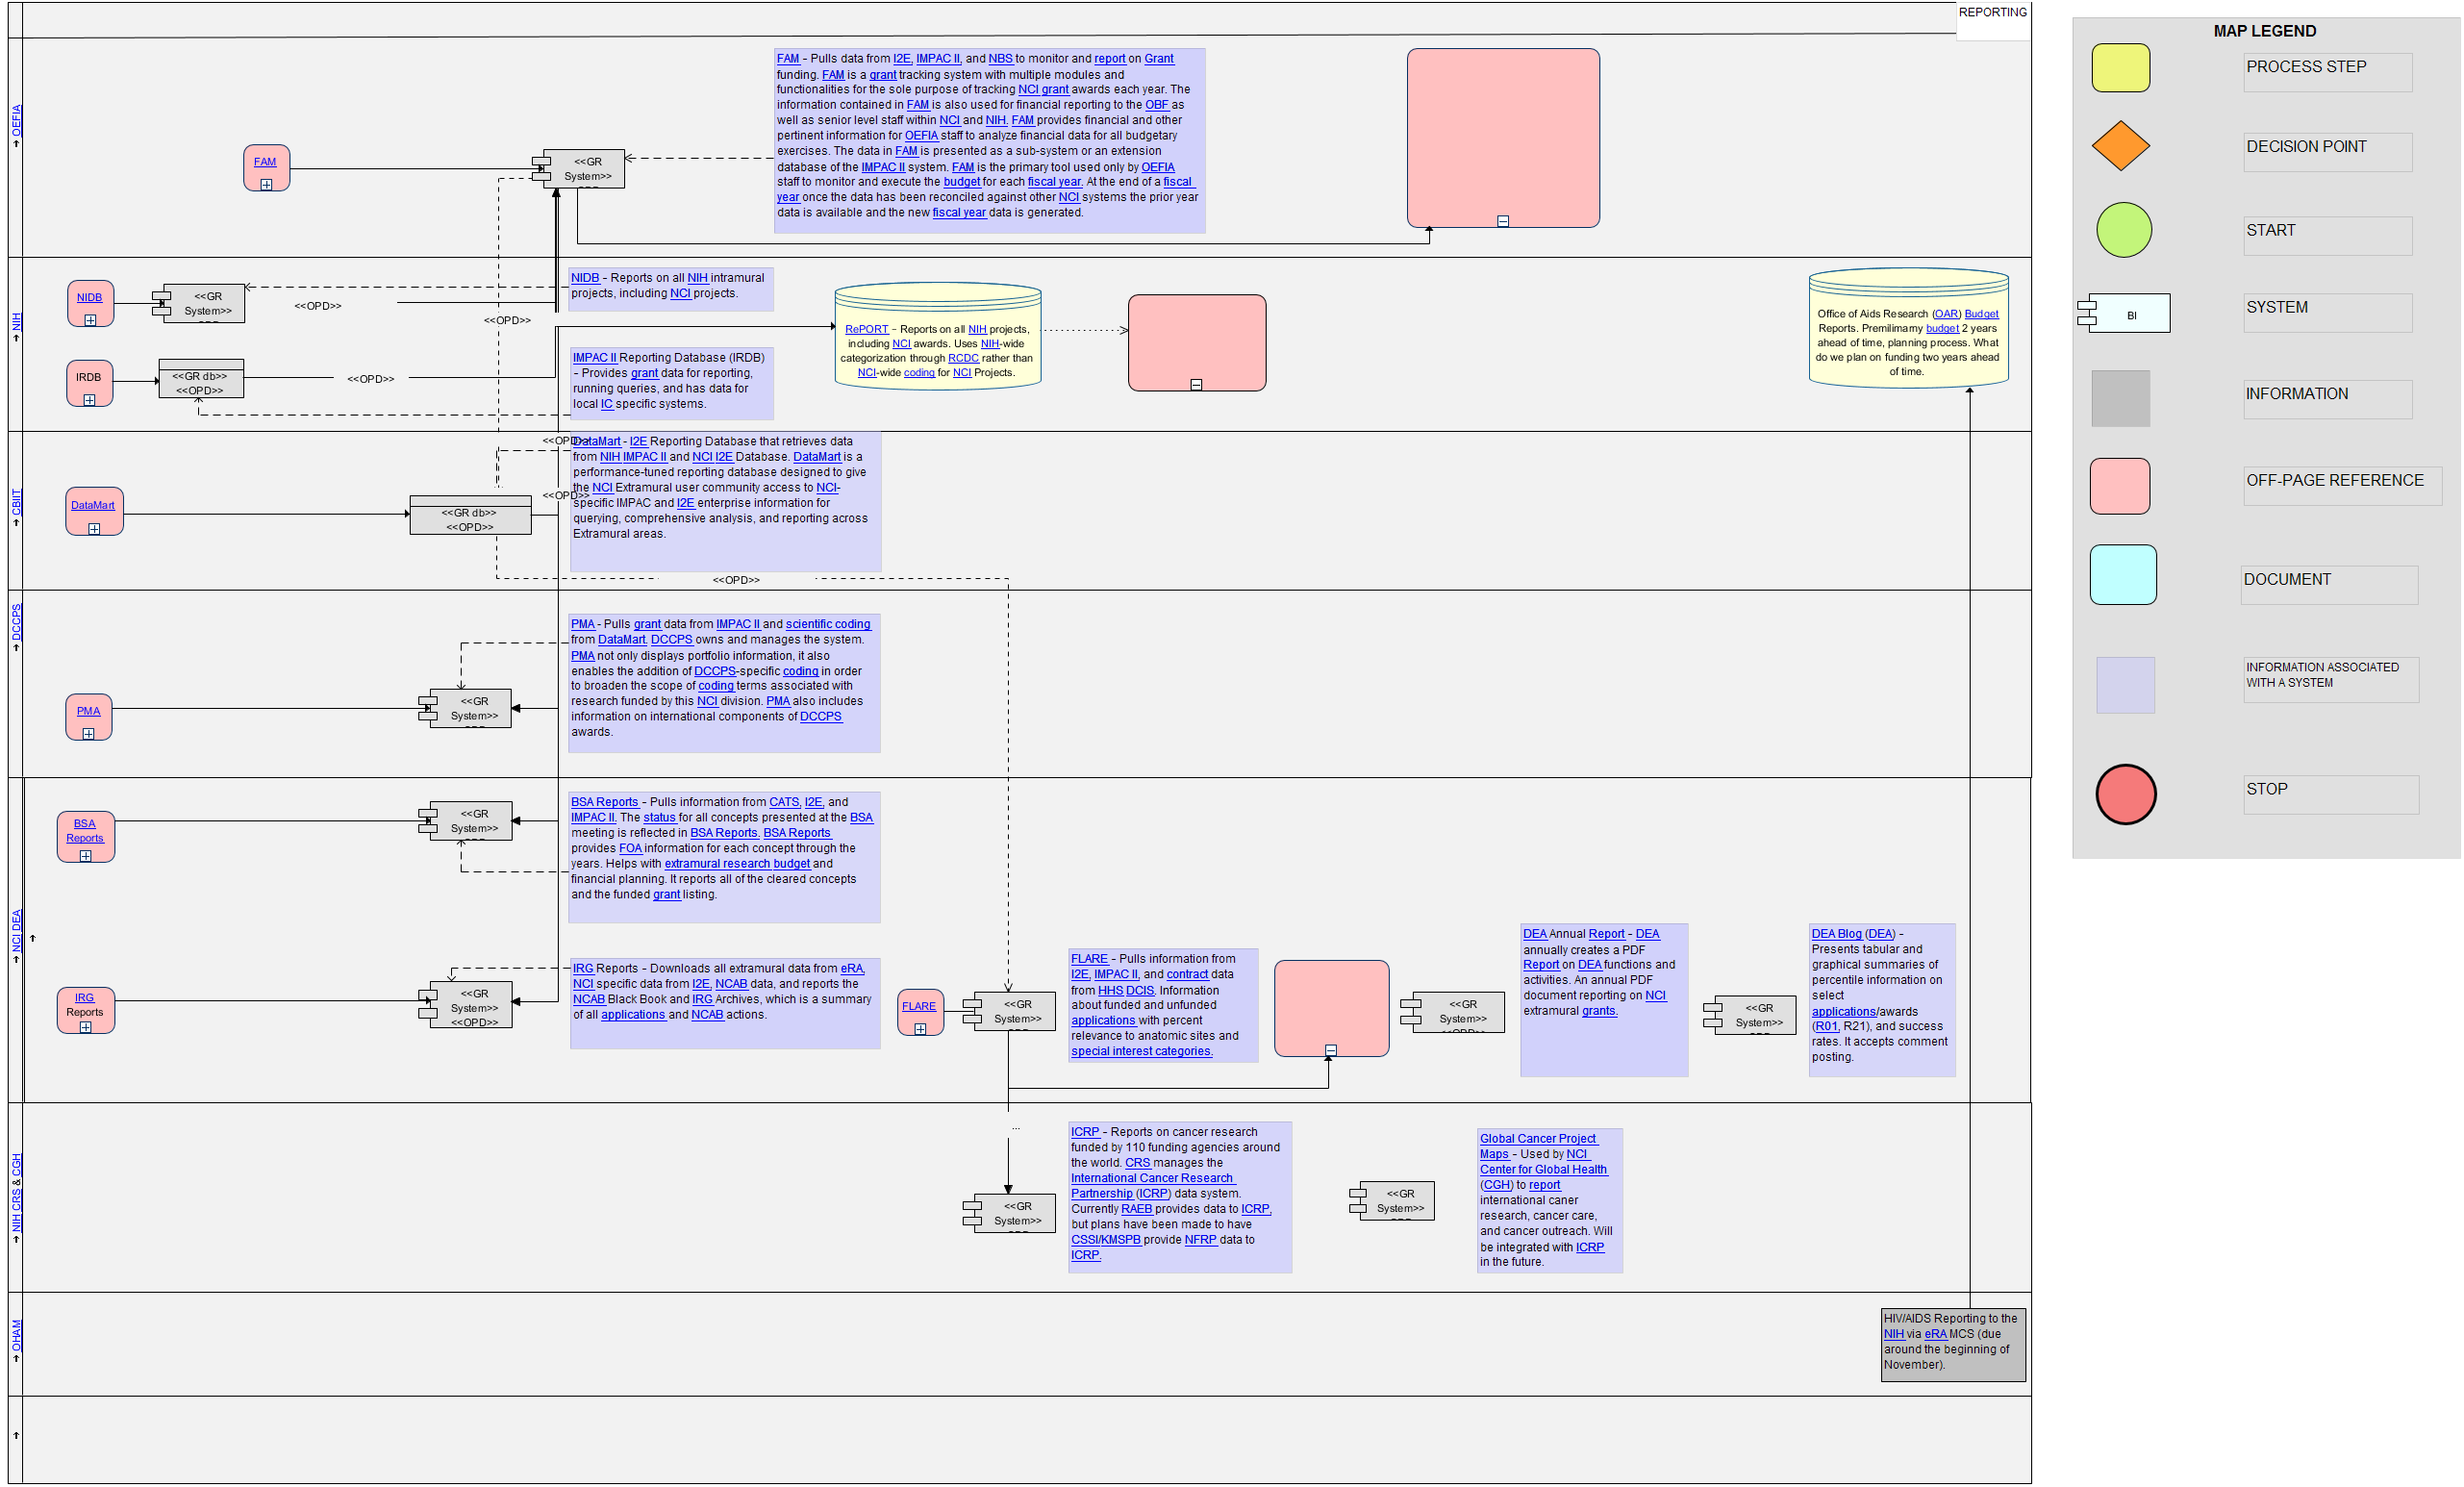 REPORTING
OEFIA
FAM
<<GR
System>>
FAM - Pulls data from I2E, IMPAC II, and NBS to monitor and report on Grant
funding. FAM is a grant tracking system with multiple modules and
functionalities for the sole purpose of tracking NCI grant awards each year. The
information contained in FAM is also used for financial reporting to the OBF as
well as senior level staff within NCI and NIH. FAM provides financial and other
pertinent information for OEFIA staff to analyze financial data for all budgetary
exercises. The data in FAM is presented as a sub-system or an extension
database of the IMPAC II system. FAM is the primary tool used only by OEFIA
staff to monitor and execute the budget for each fiscal year. At the end of a fiscal
year once the data has been reconciled against other NCI systems the prior year
data is available and the new fiscal year data is generated.
NIH
NIDB
<<GR
System>>
<<OPD>>
<<OPD>>
NIDB - Reports on all NIH intramural
projects, including NCI projects.
IRDB
<<GR db>>
<<OPD>>
<<OPD>>
IMPAC II Reporting Database (IRDB)
- Provides grant data for reporting,
running queries, and has data for
local IC specific systems.
RePORT - Reports on all NIH projects,
including NCI awards. Uses NIH-wide
categorization through RCDC rather than
NCI-wide coding for NCI Projects.
Office of Aids Research (OAR) Budget
Reports. Premilimarny budget 2 years
ahead of time, planning process. What
do we plan on funding two years ahead
of time.
CBIIT
DataMart
<<GR db>>
<<OPD>>
<<OPD>>
<<OPD>>
DataMart - I2E Reporting Database that retrieves data
from NIH IMPAC II and NCI I2E Database. DataMart is a
performance-tuned reporting database designed to give
the NCI Extramural user community access to NCI-
specific IMPAC and I2E enterprise information for
querying, comprehensive analysis, and reporting across
Extramural areas.
<<OPD>>
DCCPS
PMA
<<GR
System>>
PMA - Pulls grant data from IMPAC II and scientific coding
from DataMart. DCCPS owns and manages the system.
PMA not only displays portfolio information, it also
enables the addition of DCCPS-specific coding in order
to broaden the scope of coding terms associated with
research funded by this NCI division. PMA also includes
information on international components of DCCPS
awards.
NCI DEA
BSA
Reports
<<GR
System>>
BSA Reports - Pulls information from CATS, I2E, and
IMPAC II. The status for all concepts presented at the BSA
meeting is reflected in BSA Reports. BSA Reports
provides FOA information for each concept through the
years. Helps with extramural research budget and
financial planning. It reports all of the cleared concepts
and the funded grant listing.
IRG
Reports
<<GR
System>>
<<OPD>>
IRG Reports - Downloads all extramural data from eRA,
NCI specific data from I2E, NCAB data, and reports the
NCAB Black Book and IRG Archives, which is a summary
of all applications and NCAB actions.
FLARE
<<GR
System>>
FLARE - Pulls information from
I2E, IMPAC II, and contract data
from HHS DCIS. Information
about funded and unfunded
applications with percent
relevance to anatomic sites and
special interest categories.
<<GR
System>>
DEA Annual Report - DEA
annually creates a PDF
Report on DEA functions and
activities. An annual PDF
document reporting on NCI
extramural grants.
<<GR
System>>
DEA Blog (DEA) -
Presents tabular and
graphical summaries of
percentile information on
select
applications/awards
(R01, R21), and success
rates. It accepts comment
posting.
NIH CIRS & CGH
...
<<GR
System>>
ICRP - Reports on cancer research
funded by 110 funding agencies around
the world. CRS manages the
International Cancer Research
Partnership (ICRP) data system.
Currently RAEB provides data to ICRP,
but plans have been made to have
CSSI/KMSPB provide NFRP data to
ICRP.
<<GR
System>>
Global Cancer Project
Maps - Used by NCI
Center for Global Health
(CGH) to report
international caner
research, cancer care,
and cancer outreach. Will
be integrated with ICRP
in the future.
OHAM
HIV/AIDS Reporting to the
NIH via eRA MCS (due
around the beginning of
November).
MAP LEGEND
PROCESS STEP
DECISION POINT
START
BI
SYSTEM
INFORMATION
OFF-PAGE REFERENCE
DOCUMENT
INFORMATION ASSOCIATED
WITH A SYSTEM
STOP